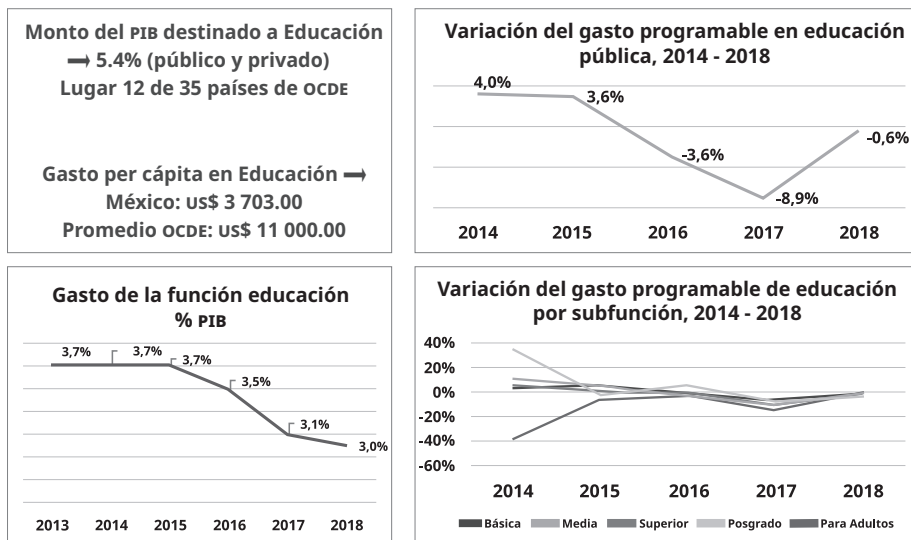 Monto del PIB destinado a Educación
➞ 5.4% (público y privado)
Lugar 12 de 35 países de OCDE
Gasto per cápita en Educación ➞
México: US$ 3 703.00
Promedio OCDE: US$ 11 000.00
Variación del gasto programable en educación
pública, 2014 - 2018
4,0%
3,6%
-3,6%
-8,9%
-0,6%
2014 2015 2016 2017 2018
Gasto de la función educación
% PIB
3,7%
3,7%
3,7%
3,5%
3,1%
3,0%
2013 2014 2015 2016 2017 2018
Variación del gasto programable de educación
por subfunción, 2014 - 2018
40%
20%
0%
-20%
-40%
-60%
2014 2015 2016 2017 2018
Básica Media Superior Posgrado Para Adultos